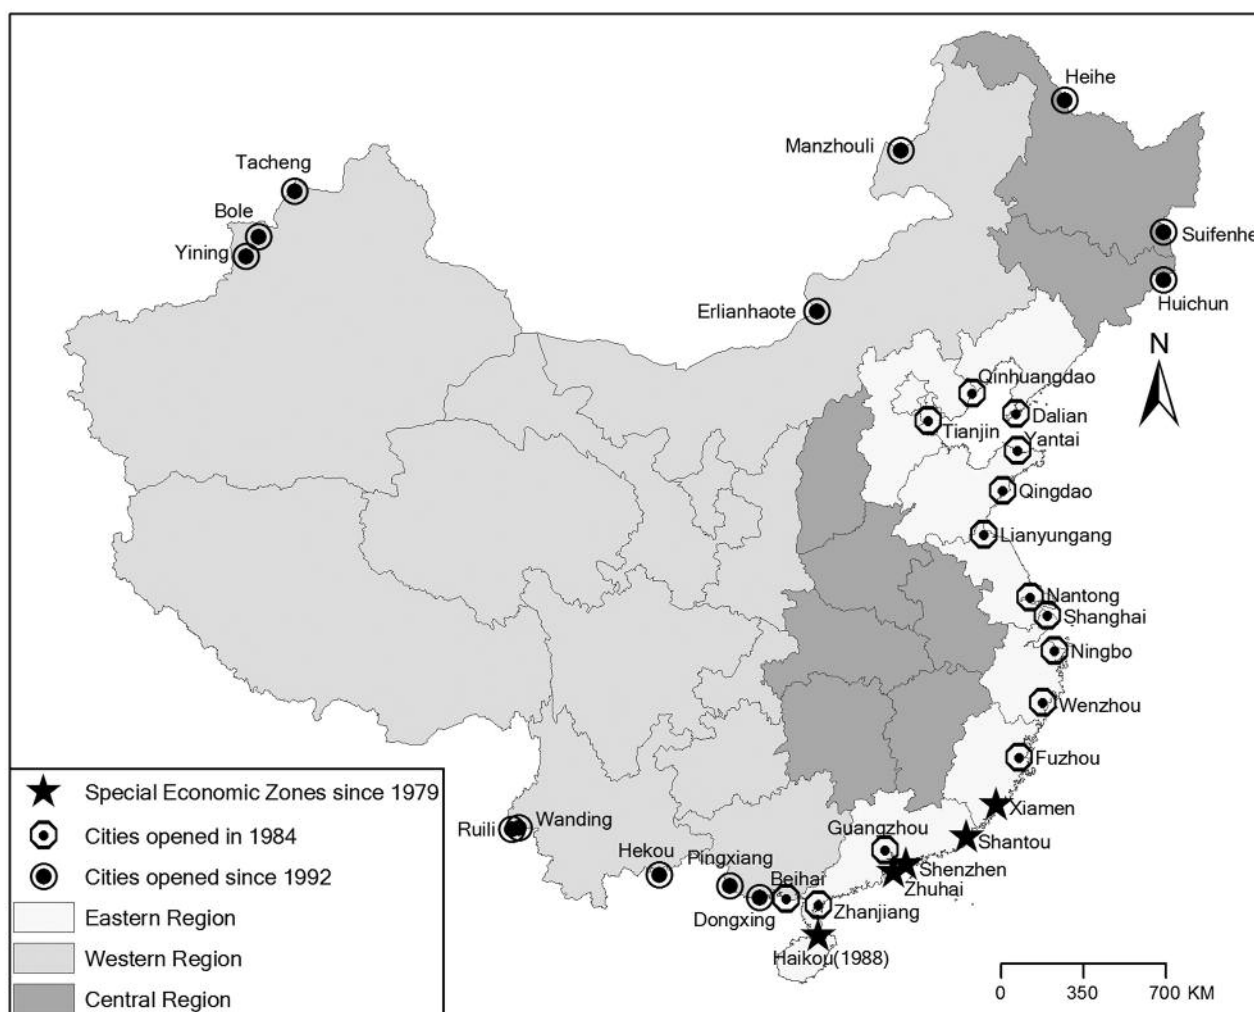 Heihe
Manzhouli
Tacheng
Bole
Suifenhe
Yining
Huichun
Erlianhaote
N
Qinhuangdao
Dalian
Tianjin
Yantai
Qingdao
Lianyungang
Nantong
Shanghai
Ningbo
Wenzhou
Fuzhou
Xiamen
Shantou
Guangzhou
Shenzhen
Zhuhai
Ruili
Wanding
Hekou
Pingxiang
Beihai
Dongxing
Zhanjiang
Haikou(1988)
Special Economic Zones since 1979
Cities opened in 1984
Cities opened since 1992
Eastern Region
Western Region
Central Region
0 350 700 KM